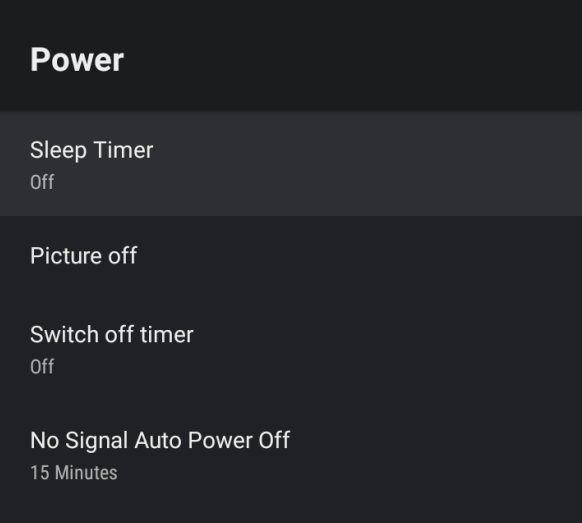 Power
Sleep Timer
Off
Picture off
Switch off timer
Off
No Signal Auto Power Off
15 Minutes